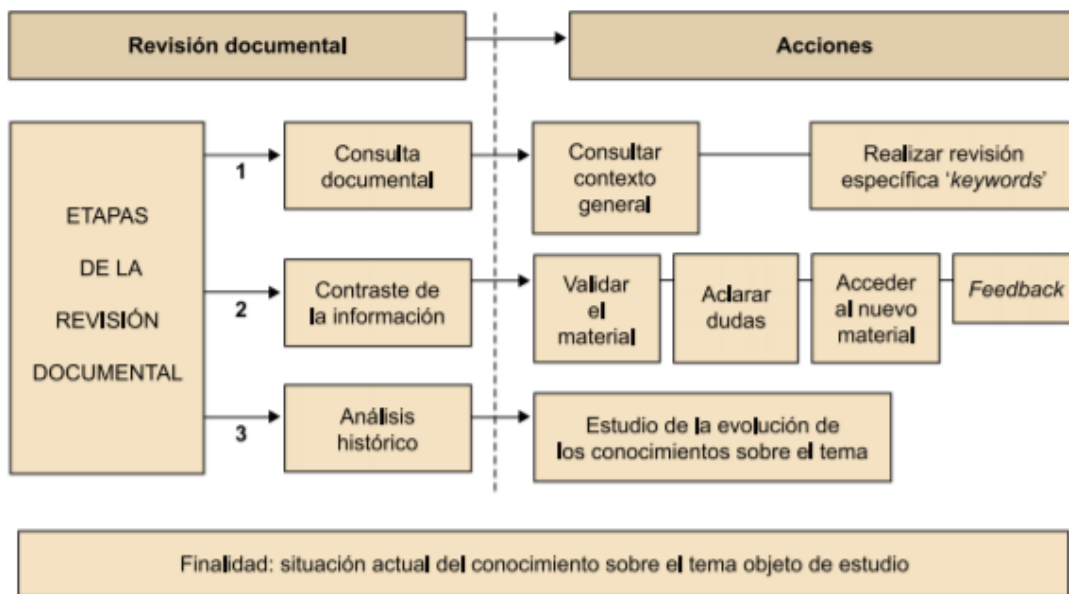 Revisión documental
Acciones
ETAPAS
DE LA
REVISIÓN
DOCUMENTAL
1
Consulta
documental
Consultar
contexto
general
Realizar revisión
específica 'keywords'
2
Contraste de
la información
Validar
el
material
Aclarar
dudas
Acceder
al nuevo
material
Feedback
3
Análisis
histórico
Estudio de la evolución de
los conocimientos sobre el tema
Finalidad: situación actual del conocimiento sobre el tema objeto de estudio